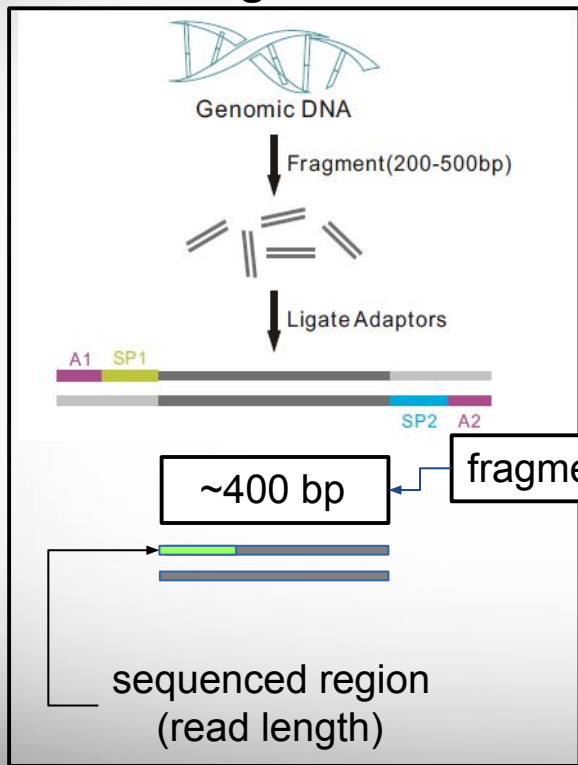 Genomic DNA
Fragment(200-500bp)
Ligate Adaptors
A1 SP1
SP2 A2
~400 bp
sequenced region
(read length)